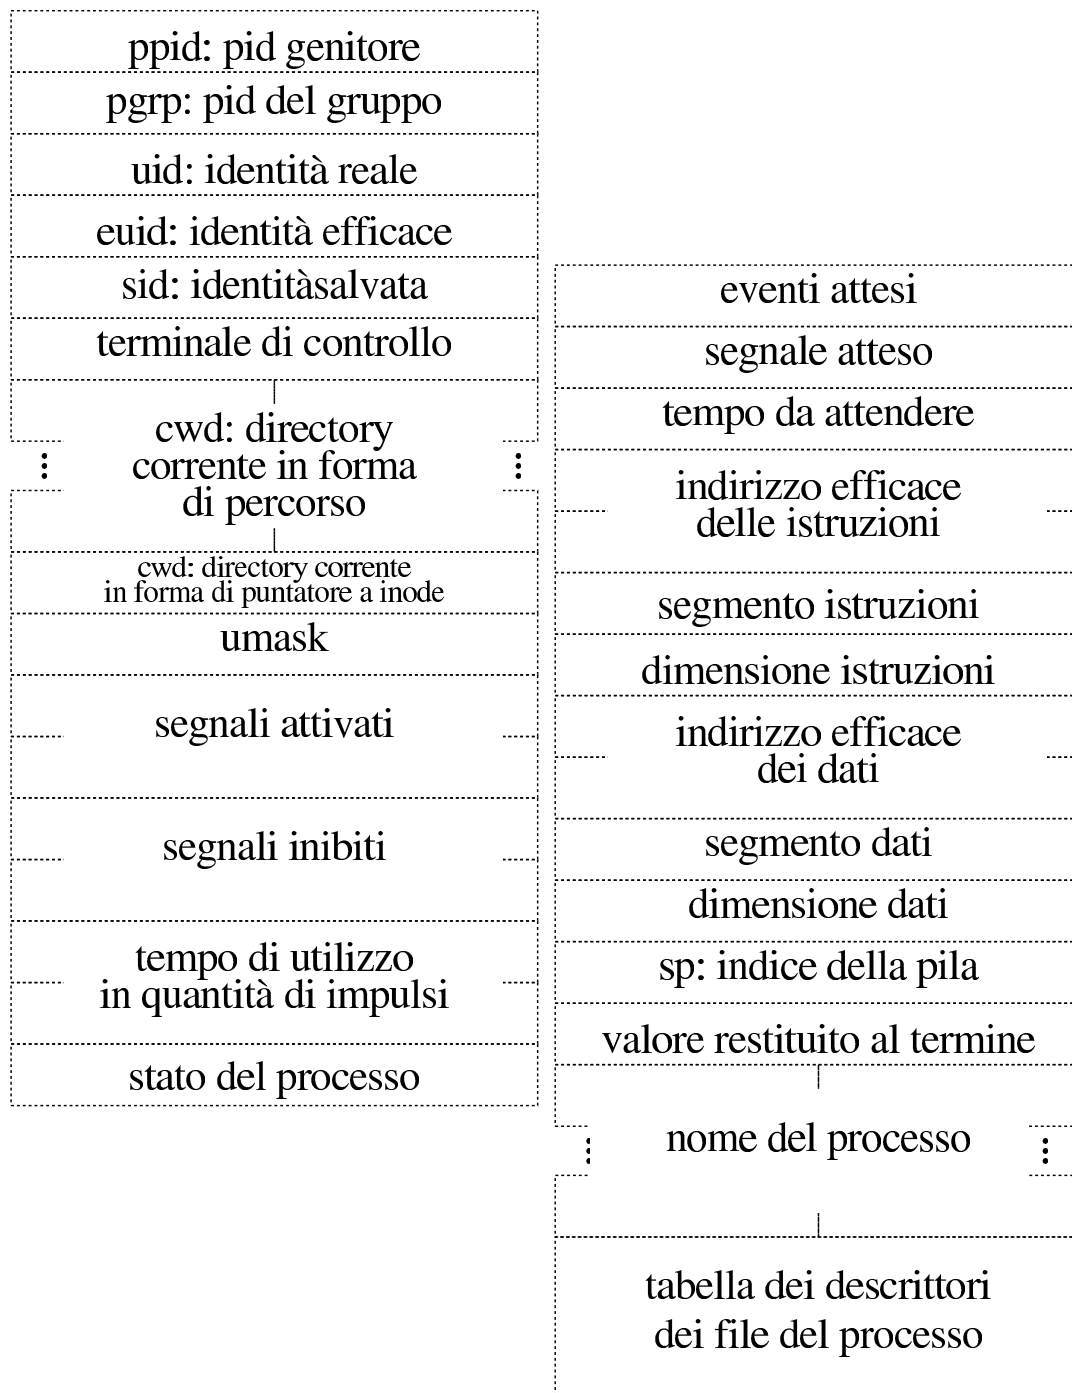 ppid: pid genitore
pgrp: pid del gruppo
uid: identità reale
euid: identità efficace
sid: identitàsalvata
terminale di controllo
cwd: directory
corrente in forma
di percorso
cwd: directory corrente
in forma di puntatore a inode
umask
segnali attivati
segnali inibiti
tempo di utilizzo
in quantità di impulsi
stato del processo
eventi attesi
segnale atteso
tempo da attendere
indirizzo efficace
delle istruzioni
segmento istruzioni
dimensione istruzioni
indirizzo efficace
dei dati
segmento dati
dimensione dati
sp: indice della pila
valore restituito al termine
nome del processo
tabella dei descrittori
dei file del processo